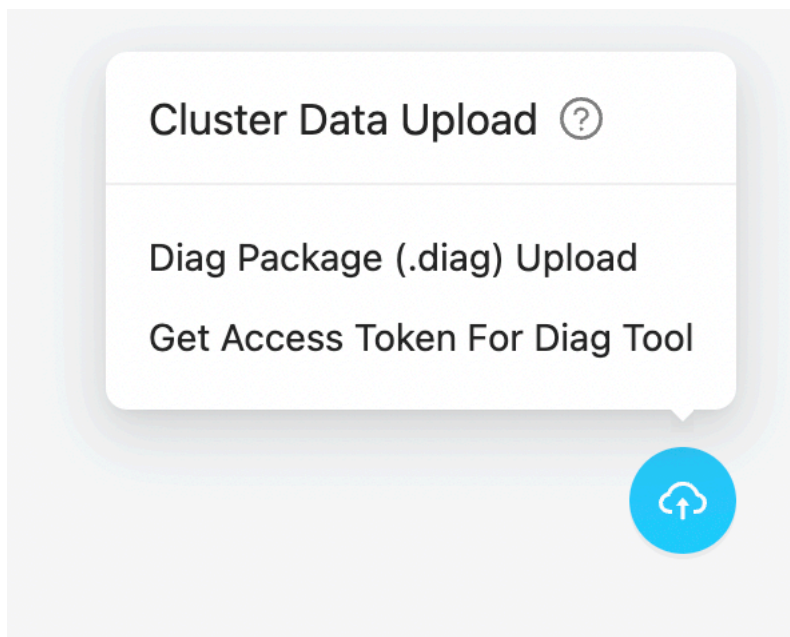 Cluster Data Upload ?
Diag Package (.diag) Upload
Get Access Token For Diag Tool